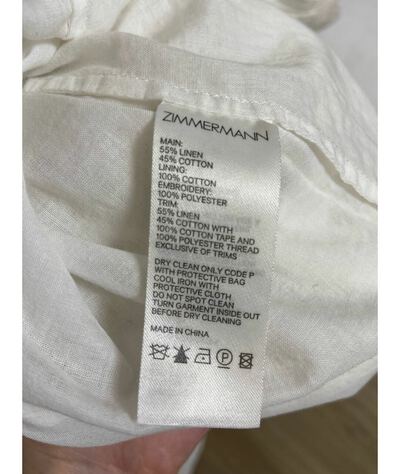 ZIMMERMANN
MAIN:
55% LINEN
45% COTTON
LINING:
100% COTTON
EMBROIDERY:
100% POLYESTER
TRIM:
55% LINEN
45% COTTON WITH
100% COTTON TAPE AND
100% POLYESTER THREAD
EXCLUSIVE OF TRIMS
DRY CLEAN ONLY CODE P
WITH PROTECTIVE BAG
COOL IRON WITH
PROTECTIVE CLOTH
DO NOT SPOT CLEAN
TURN GARMENT INSIDE OUT
BEFORE DRY CLEANING
MADE IN CHINA
P